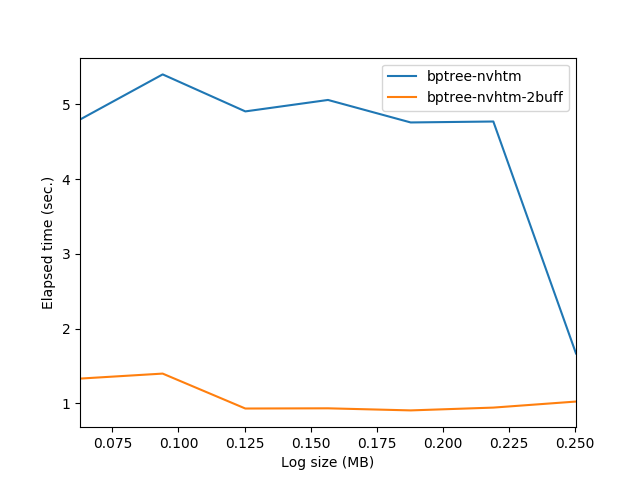 bptree-nvhtm
bptree-nvhtm-2buff
Elapsed time (sec.)
5
4
3
2
1
0.075 0.100 0.125 0.150 0.175 0.200 0.225 0.250
Log size (MB)